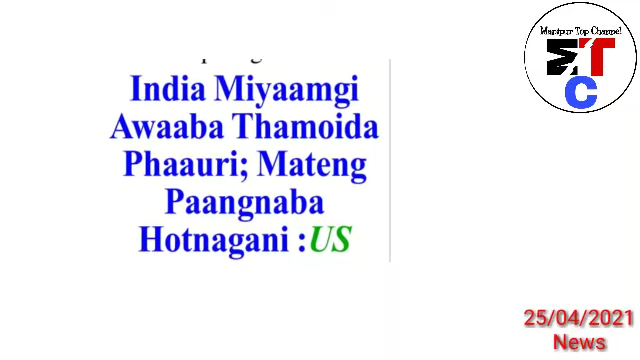 Manipur Top Channel
MTC
India Miyaamgi
Awaaba Thamoida
Phaauri; Mateng
Paangnaba
Hotnagani :US
25/04/2021
News